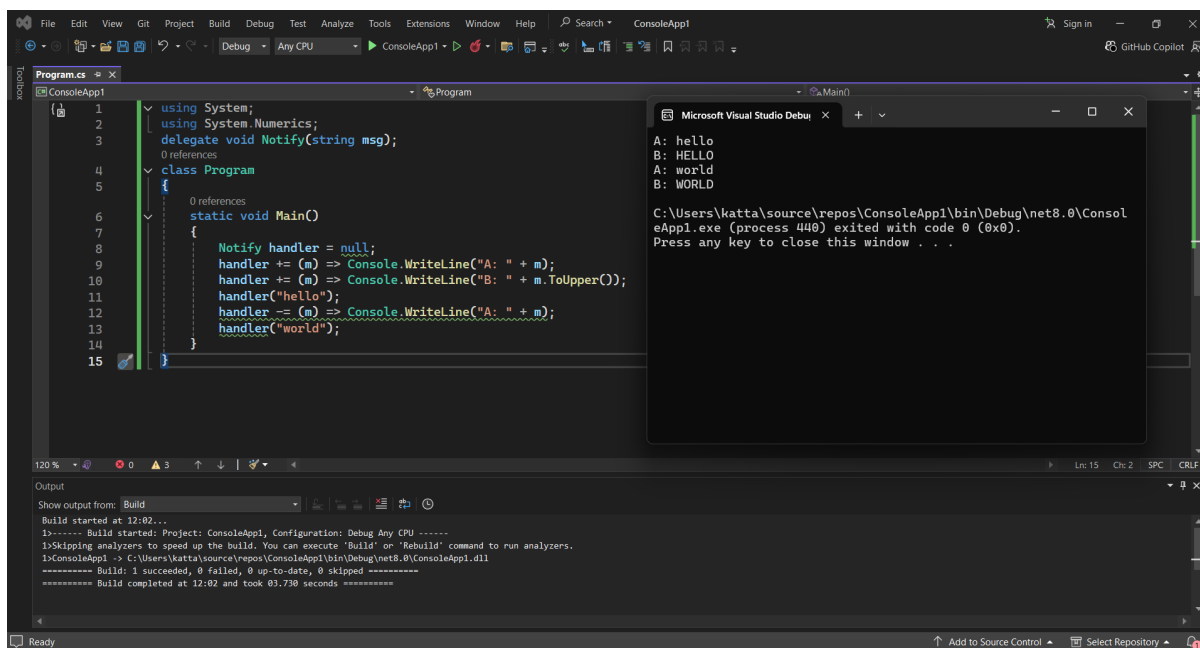 File Edit View Git Project Build Debug Test Analyze Tools Extensions Window Help Search ConsoleApp1 Sign in
Debug Any CPU ConsoleApp1 GitHub Copilot
Toolbox
Program.cs
ConsoleApp1 Program Main()
1 using System;
2 using System.Numerics;
3 delegate void Notify(string msg);
0 references
4 class Program
5 {
0 references
6 static void Main()
7 {
8 Notify handler = null;
9 handler += (m) => Console.WriteLine("A: " + m);
10 handler += (m) => Console.WriteLine("B: " + m.ToUpper());
11 handler("hello");
12 handler -= (m) => Console.WriteLine("A: " + m);
13 handler("world");
14 }
15 }
Microsoft Visual Studio Debu
A: hello
B: HELLO
A: world
B: WORLD
C:\Users\katta\source\repos\ConsoleApp1\bin\Debug\net8.0\Consol
eApp1.exe (process 440) exited with code 0 (0x0).
Press any key to close this window . . .
120 % 0 3 Ln: 15 Ch: 2 SPC CRLF
Output
Show output from: Build
Build started at 12:02...
1>------ Build started: Project: ConsoleApp1, Configuration: Debug Any CPU ------
1>Skipping analyzers to speed up the build. You can execute 'Build' or 'Rebuild' command to run analyzers.
1>ConsoleApp1 -> C:\Users\katta\source\repos\ConsoleApp1\bin\Debug\net8.0\ConsoleApp1.dll
========== Build: 1 succeeded, 0 failed, 0 up-to-date, 0 skipped ==========
========== Build completed at 12:02 and took 03.730 seconds ==========
Ready Add to Source Control Select Repository